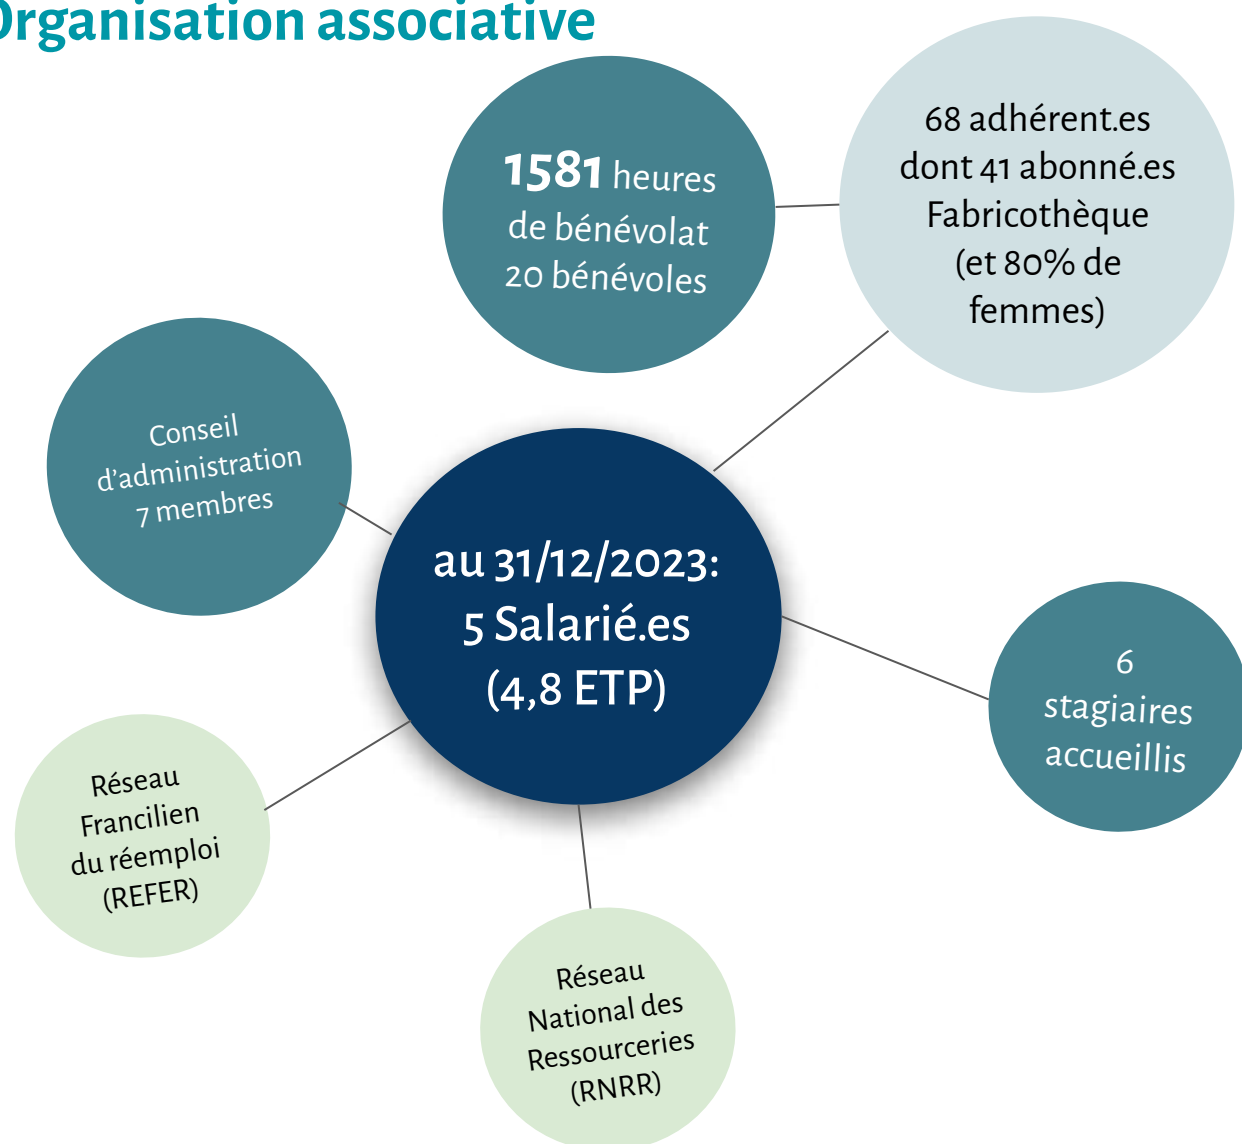 Organisation associative
1581 heures
de bénévolat
20 bénévoles
68 adhérent.es
dont 41 abonné.es
Fabricothèque
(et 80% de
femmes)
Conseil
d'administration
7 membres
au 31/12/2023:
5 Salarié.es
(4,8 ETP)
6
stagiaires
accueillis
Réseau
Francilien
du réemploi
(REFER)
Réseau
National des
Ressourceries
(RNRR)